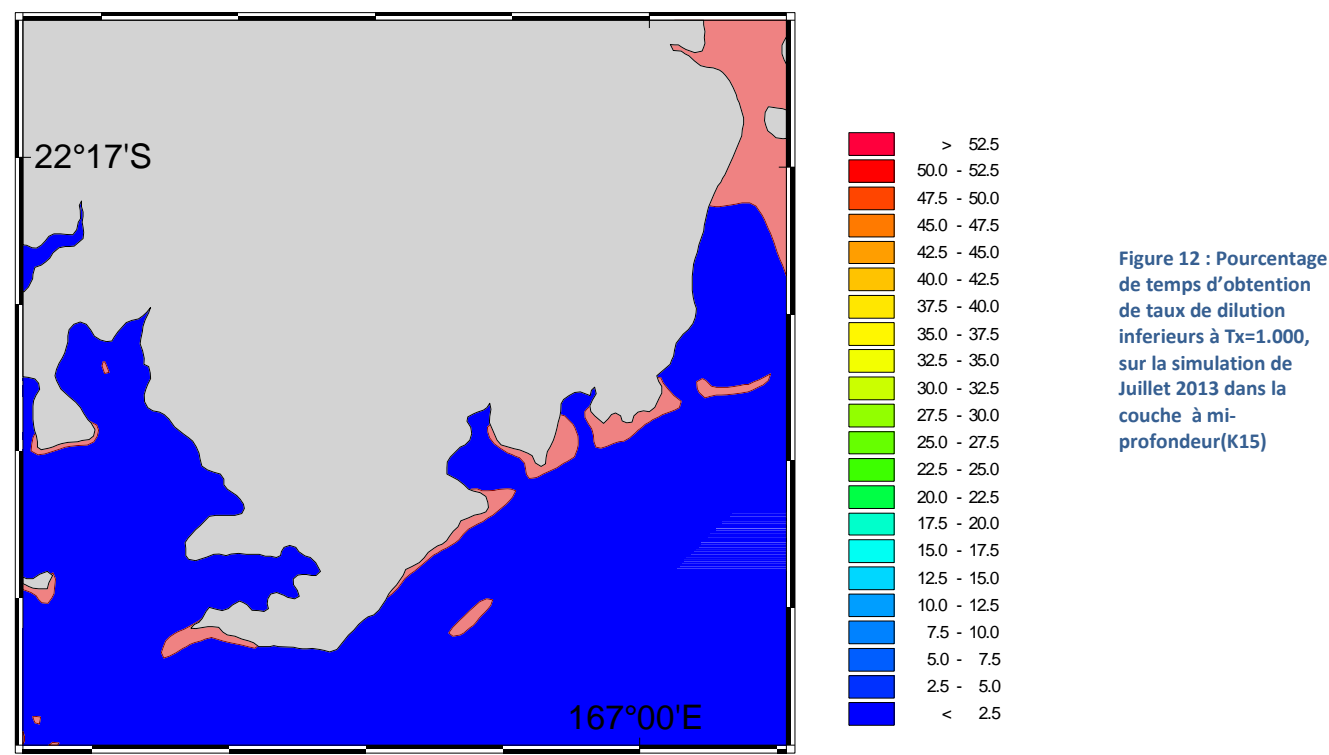 22°17'S
167°00'E
> 52.5
50.0 - 52.5
47.5 - 50.0
45.0 - 47.5
42.5 - 45.0
40.0 - 42.5
37.5 - 40.0
35.0 - 37.5
32.5 - 35.0
30.0 - 32.5
27.5 - 30.0
25.0 - 27.5
22.5 - 25.0
20.0 - 22.5
17.5 - 20.0
15.0 - 17.5
12.5 - 15.0
10.0 - 12.5
7.5 - 10.0
5.0 - 7.5
2.5 - 5.0
< 2.5
Figure 12 : Pourcentage
de temps d'obtention
de taux de dilution
inferieurs à Tx=1.000,
sur la simulation de
Juillet 2013 dans la
couche à mi-
profondeur(K15)